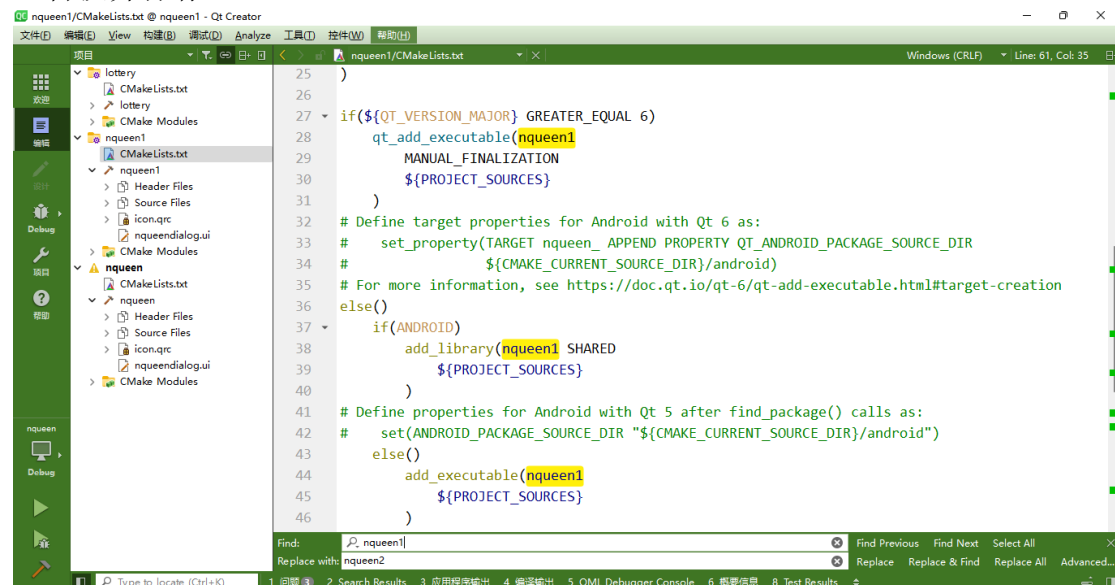 nqueen1/CMakeLists.txt @ nqueen1 - Qt Creator
文件(F) 编辑(E) View 构建(B) 调试(D) Analyze 工具(T) 控件(W) 帮助(H)
项目
nqueen1/CMakeLists.txt
Windows (CRLF)
Line: 61, Col: 35
欢迎
编辑
设计
Debug
项目
帮助
nqueen
Debug
lottery
CMakeLists.txt
lottery
CMake Modules
nqueen1
CMakeLists.txt
nqueen1
Header Files
Source Files
icon.qrc
nqueendialog.ui
CMake Modules
nqueen
CMakeLists.txt
nqueen
Header Files
Source Files
icon.qrc
nqueendialog.ui
CMake Modules
25 )
26
27 if(${QT_VERSION_MAJOR} GREATER_EQUAL 6)
28 qt_add_executable(nqueen1
29 MANUAL_FINALIZATION
30 ${PROJECT_SOURCES}
31 )
32 # Define target properties for Android with Qt 6 as:
33 # set_property(TARGET nqueen_ APPEND PROPERTY QT_ANDROID_PACKAGE_SOURCE_DIR
34 # ${CMAKE_CURRENT_SOURCE_DIR}/android)
35 # For more information, see https://doc.qt.io/qt-6/qt-add-executable.html#target-creation
36 else()
37 if(ANDROID)
38 add_library(nqueen1 SHARED
39 ${PROJECT_SOURCES}
40 )
41 # Define properties for Android with Qt 5 after find_package() calls as:
42 # set(ANDROID_PACKAGE_SOURCE_DIR "${CMAKE_CURRENT_SOURCE_DIR}/android")
43 else()
44 add_executable(nqueen1
45 ${PROJECT_SOURCES}
46 )
Find: nqueen1 Find Previous Find Next Select All
Replace with: nqueen2 Replace Replace & Find Replace All Advanced...
Type to locate (Ctrl+K) 1 问题 3 2 Search Results 3 应用程序输出 4 编译输出 5 QML Debugger Console 6 概要信息 8 Test Results